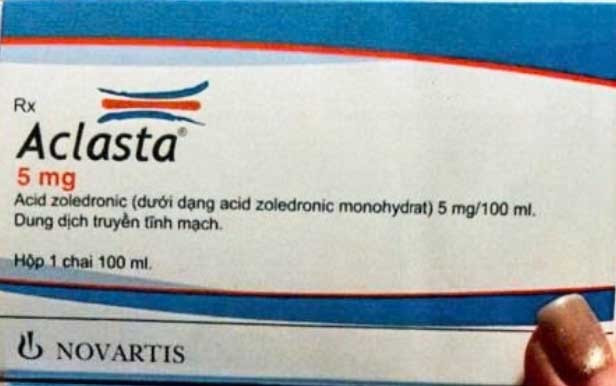 Rx
Aclasta®
5 mg
Acid zoledronic (dưới dạng acid zoledronic monohydrat) 5 mg/100 ml.
Dung dịch truyền tĩnh mạch.
Hộp 1 chai 100 ml.
NOVARTIS